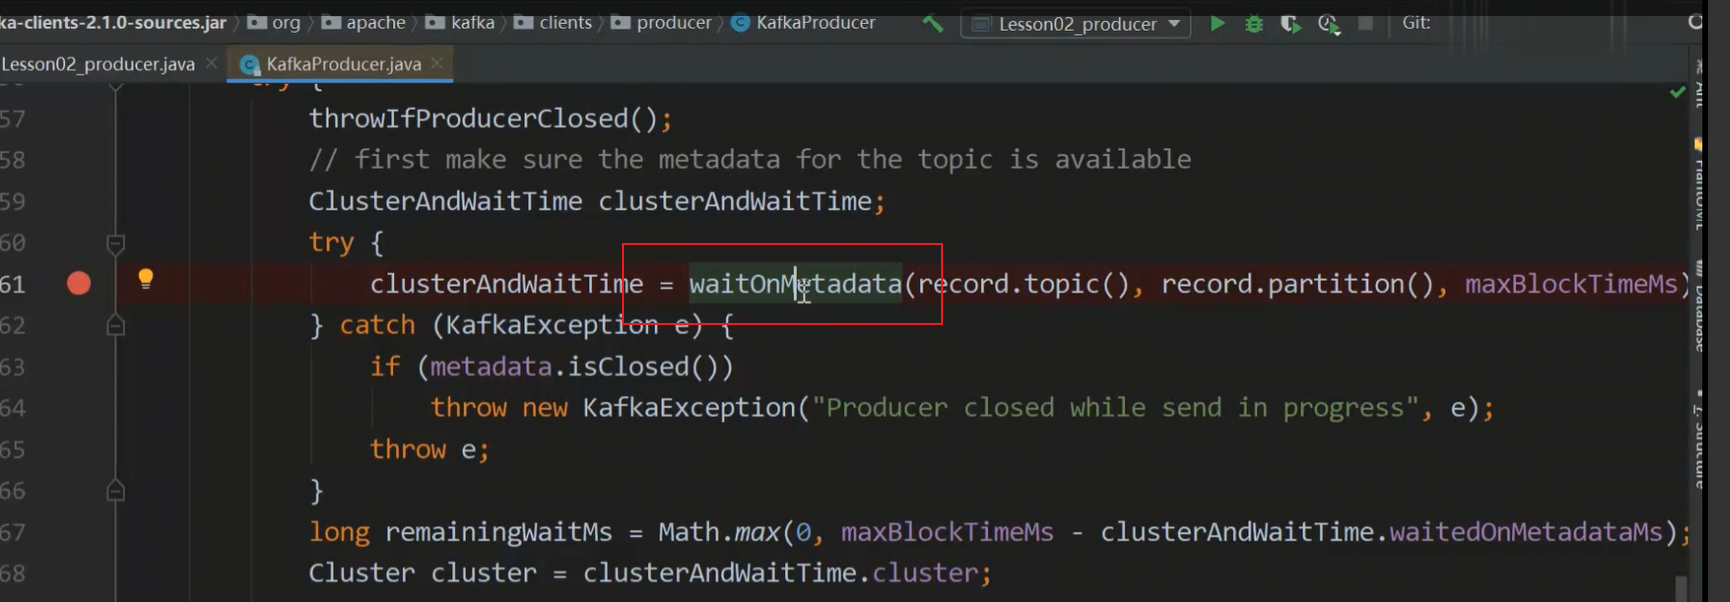 ka-clients-2.1.0-sources.jar org apache kafka clients producer KafkaProducer Lesson02_producer Git:
Lesson02_producer.java KafkaProducer.java
try {
57 throwIfProducerClosed();
58 // first make sure the metadata for the topic is available
59 ClusterAndWaitTime clusterAndWaitTime;
60 try {
61 clusterAndWaitTime = waitOnMetadata(record.topic(), record.partition(), maxBlockTimeMs)
62 } catch (KafkaException e) {
63 if (metadata.isClosed())
64 throw new KafkaException("Producer closed while send in progress", e);
65 throw e;
66 }
67 long remainingWaitMs = Math.max(0, maxBlockTimeMs - clusterAndWaitTime.waitedOnMetadataMs);
68 Cluster cluster = clusterAndWaitTime.cluster;
Ant
Database